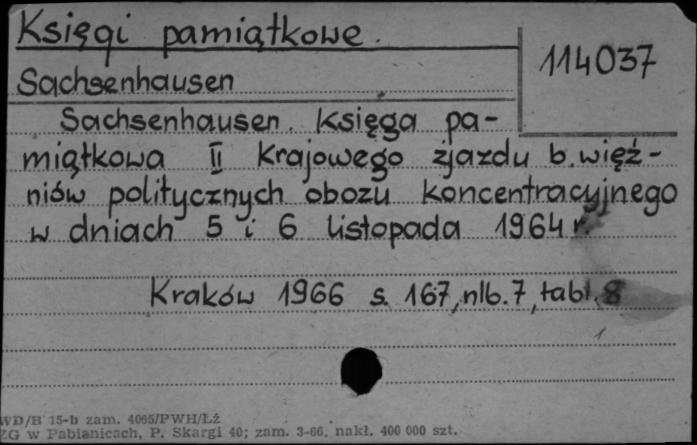 Księgi pamiątkowe.
114037
Sachsenhausen
Sachsenhausen. Księga pa-
miątkowa II Krajowego zjazdu b. więź-
niów politycznych obozu koncentracyjnego
w dniach 5 i 6 listopada 1964 r.
Kraków 1966 s. 167, nlb. 7, tabl. 8
1
WD/B 15-b zam. 4065/PWH/Łź
ZG w Pabianicach, P. Skargi 40; zam. 3-66. nakł. 400 000 szt.